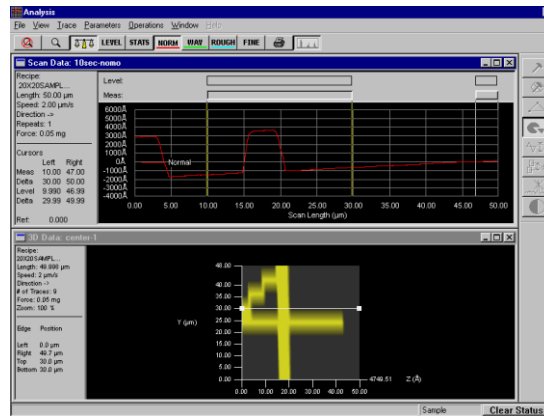 Analysis
File View Trace Parameters Operations Window Help
LEVEL STATS NORM WAV ROUGH FINE
Scan Data: 10sec-nomo
Recipe:
20X20SAMPL...
Length: 50.00 µm
Speed: 2.00 µm/s
Direction ->
Repeats: 1
Force: 0.05 mg
Cursors
Left Right
Meas 10.00 47.00
Delta 30.00 50.00
Level 9.990 46.99
Delta 29.99 49.99
Ref: 0.000
Level:
Meas:
6000Å
5000Å
4000Å
3000Å
2000Å
1000Å
0Å
-1000Å
-2000Å
-3000Å
-4000Å
Normal
0.00 5.00 10.00 15.00 20.00 25.00 30.00 35.00 40.00 45.00 50.00
Scan Length (µm)
3D Data: centnr-1
Recipe:
20X20SAMPL...
Length: 49.998 µm
Speed: 2 µm/s
Direction ->
# of Traces: 9
Force: 0.05 mg
Zoom: 100 %
Edge Position
Left 0.0 µm
Right 49.7 µm
Top 30.0 µm
Bottom 30.0 µm
48.00
40.00
35.00
30.00
25.00
20.00
15.00
10.00
5.00
0.00
Y (µm)
0.00 10.00 20.00 30.00 40.00 50.00
4749.51 Z (Å)
Sample Clear Status